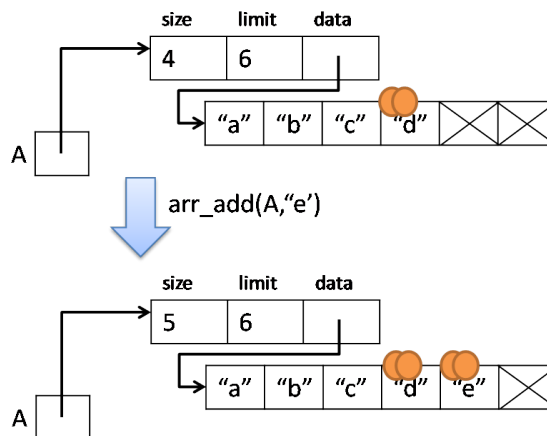 size limit data
4 6
"a" "b" "c" "d"
A
arr_add(A,“e’)
size limit data
5 6
“a” “b” “c” “d” “e”
A